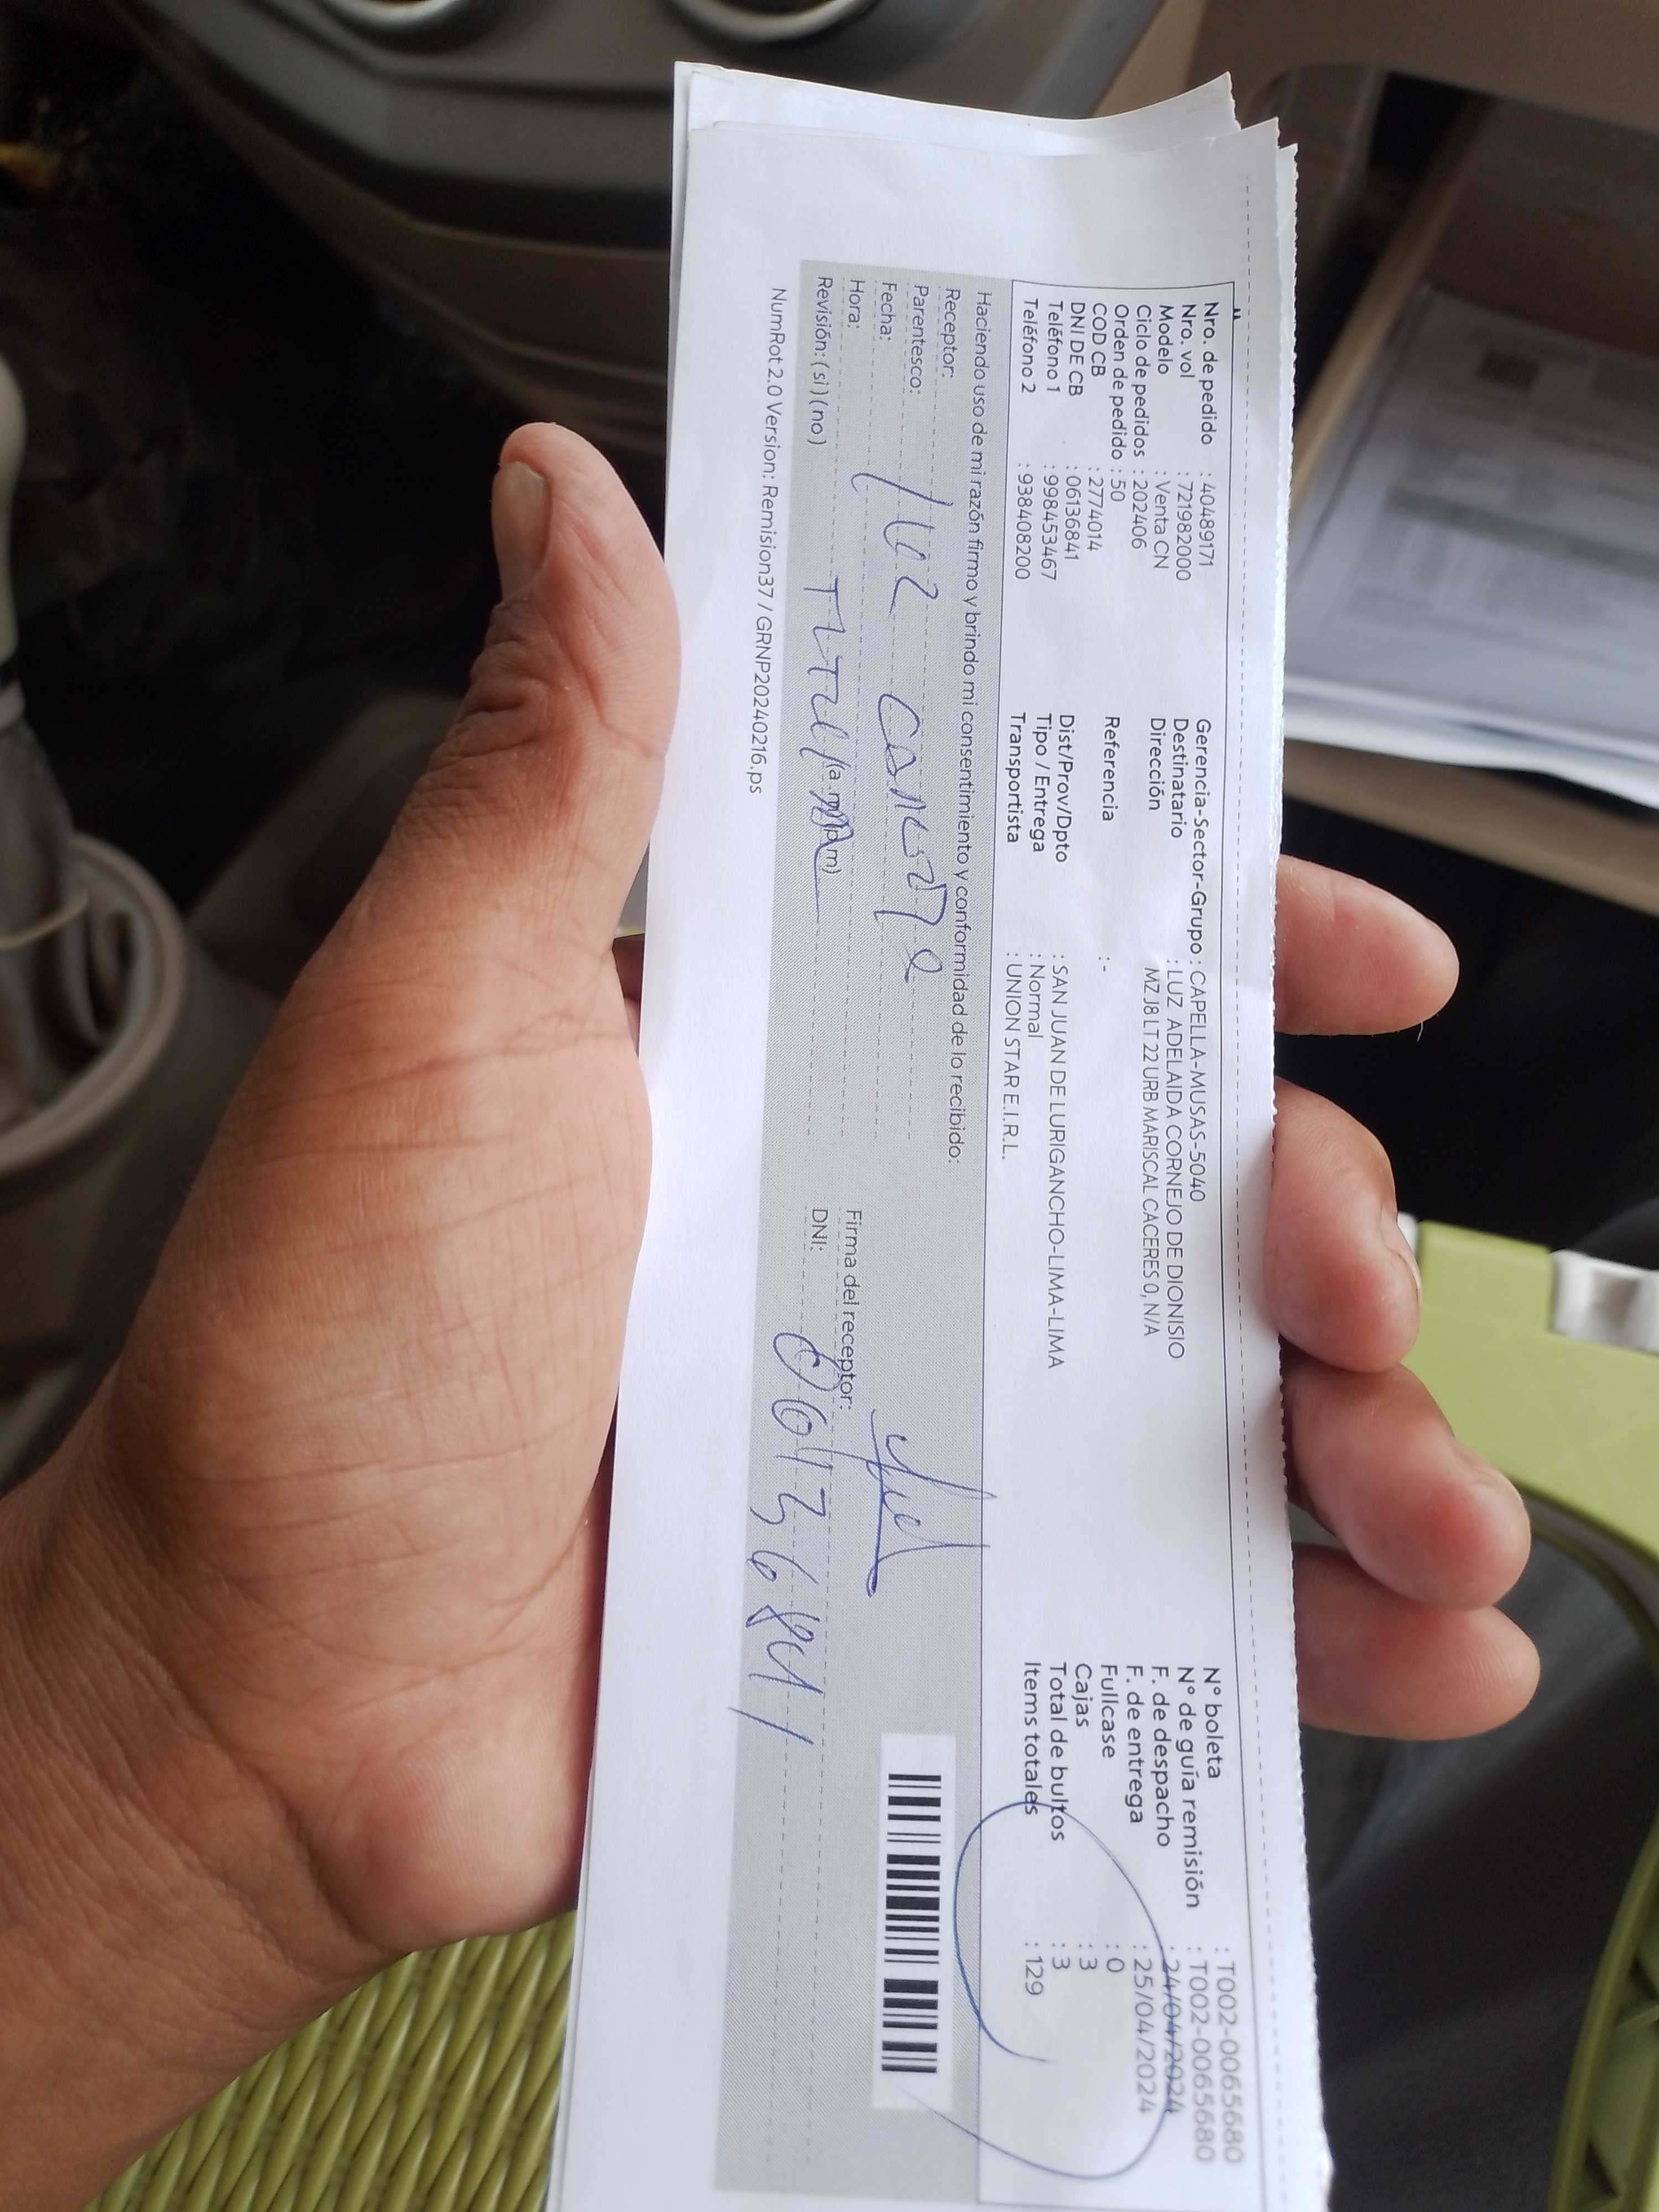 Nro. de pedido : 40489171
Nro. vol : 721982000
Modelo : Venta CN
Ciclo de pedidos : 202406
Orden de pedido : 50
COD CB : 2774014
DNI DE CB : 06136841
Teléfono 1 : 998453467
Teléfono 2 : 938408200
Gerencia-Sector-Grupo : CAPELLA-MUSAS-5040
Destinatario : LUZ ADELAIDA CORNEJO DE DIONISIO
Dirección MZ J8 LT 22 URB MARISCAL CACERES 0, N/A
Referencia :-
Dist/Prov/Dpto : SAN JUAN DE LURIGANCHO-LIMA-LIMA
Tipo / Entrega : Normal
Transportista : UNION STAR E.I.R.L.
N° boleta : T002-0065680
N° de guía remisión : T002-0065680
F. de despacho : 24/04/2024
F. de entrega : 25/04/2024
Fullcase : 0
Cajas : 3
Total de bultos : 3
Items totales : 129
Haciendo uso de mi razón firmo y brindo mi consentimiento y conformidad de lo recibido:
Receptor:
Parentesco: luz
Fecha:
Hora: (a.m)
Revisión: (si) (no)
Firma del receptor:
DNI: 06136841
NumRot 2.0 Version: Remision37 / GRNP20240216.ps